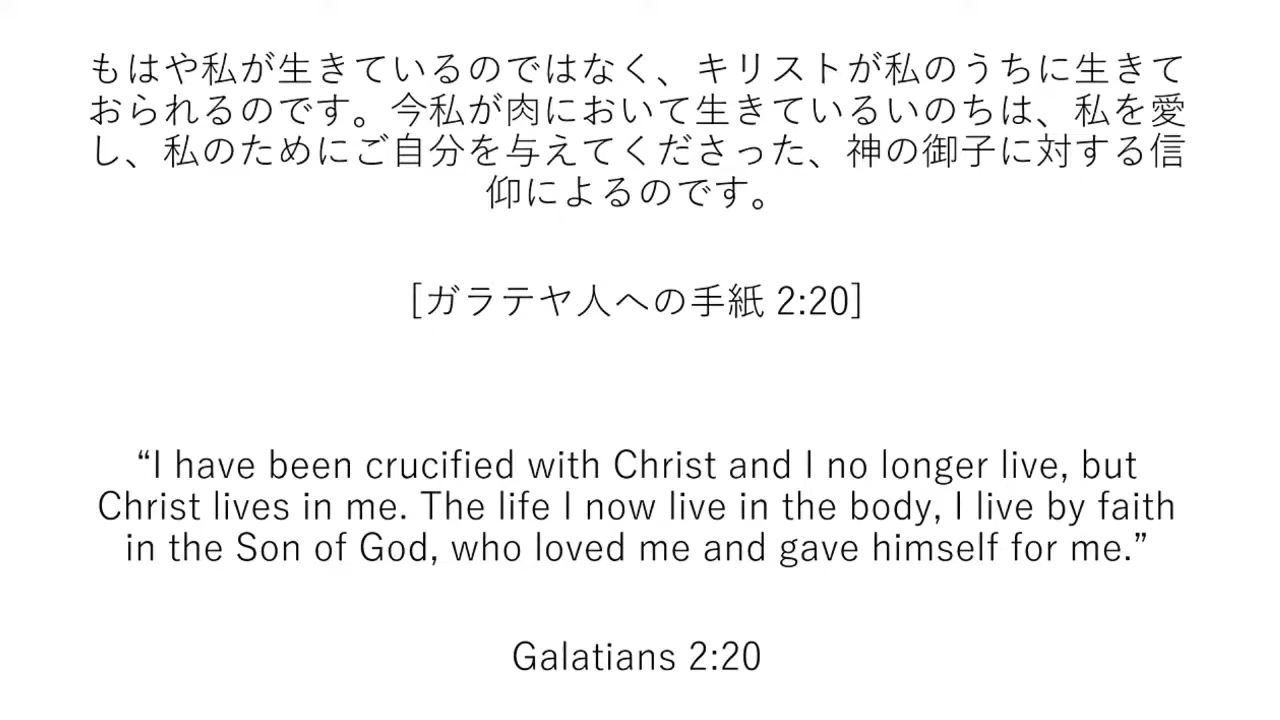 もはや私が生きているのではなく、キリストが私のうちに生きて
おられるのです。今私が肉において生きているいのちは、私を愛
し、私のためにご自分を与えてくださった、神の御子に対する信
仰によるのです。
[ガラテヤ人への手紙 2:20]
“I have been crucified with Christ and I no longer live, but
Christ lives in me. The life I now live in the body, I live by faith
in the Son of God, who loved me and gave himself for me.”
Galatians 2:20